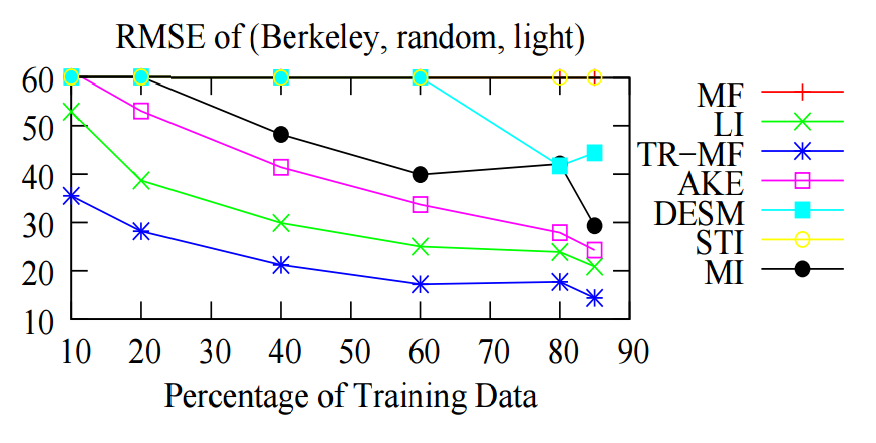 RMSE of (Berkeley, random, light)
60
50
40
30
20
10
10 20 30 40 50 60 70 80 90
Percentage of Training Data
MF
LI
TR-MF
AKE
DESM
STI
MI